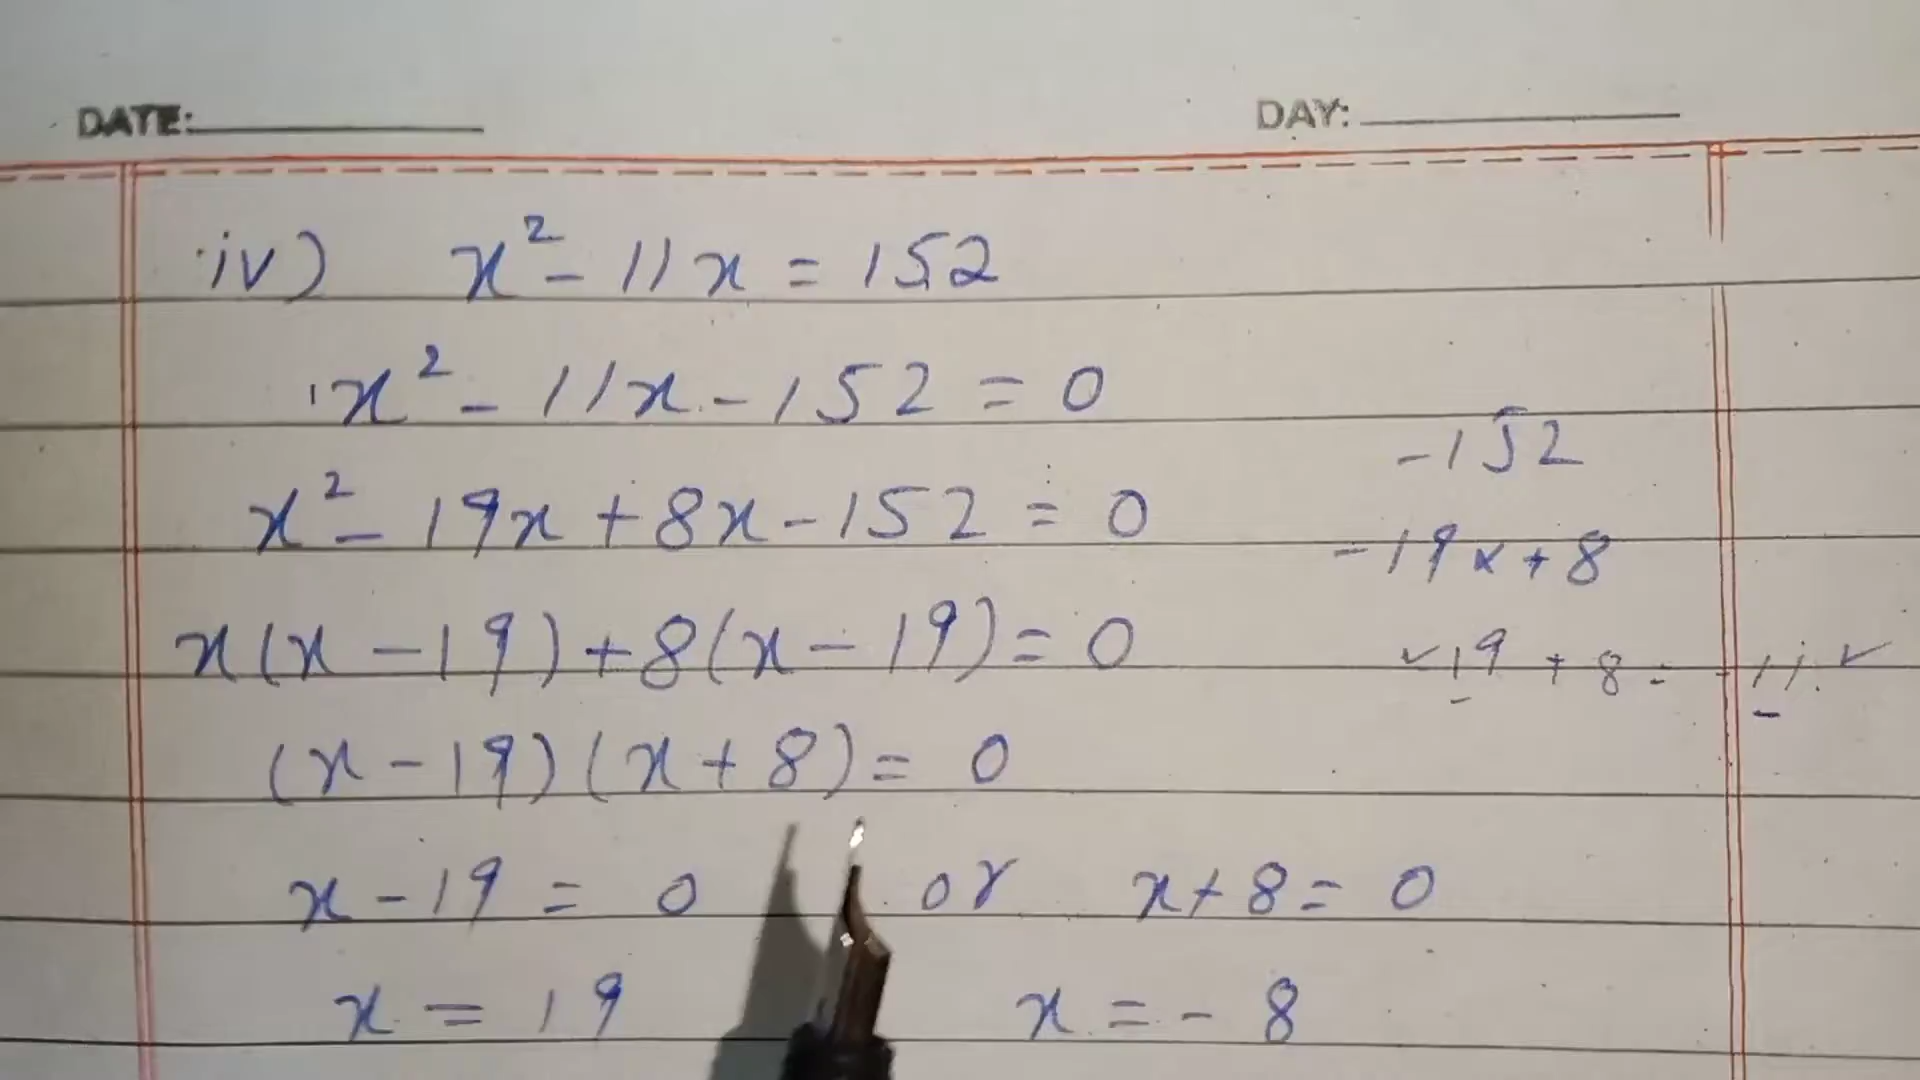 DATE: DAY:
iv) x² - 11x = 152
x² - 11x - 152 = 0
x² - 19x + 8x - 152 = 0
x(x - 19) + 8(x - 19) = 0
(x - 19)(x + 8) = 0
x - 19 = 0 or x + 8 = 0
x = 19 x = - 8
-152
-19 x + 8
-19 + 8 = -11 ✓